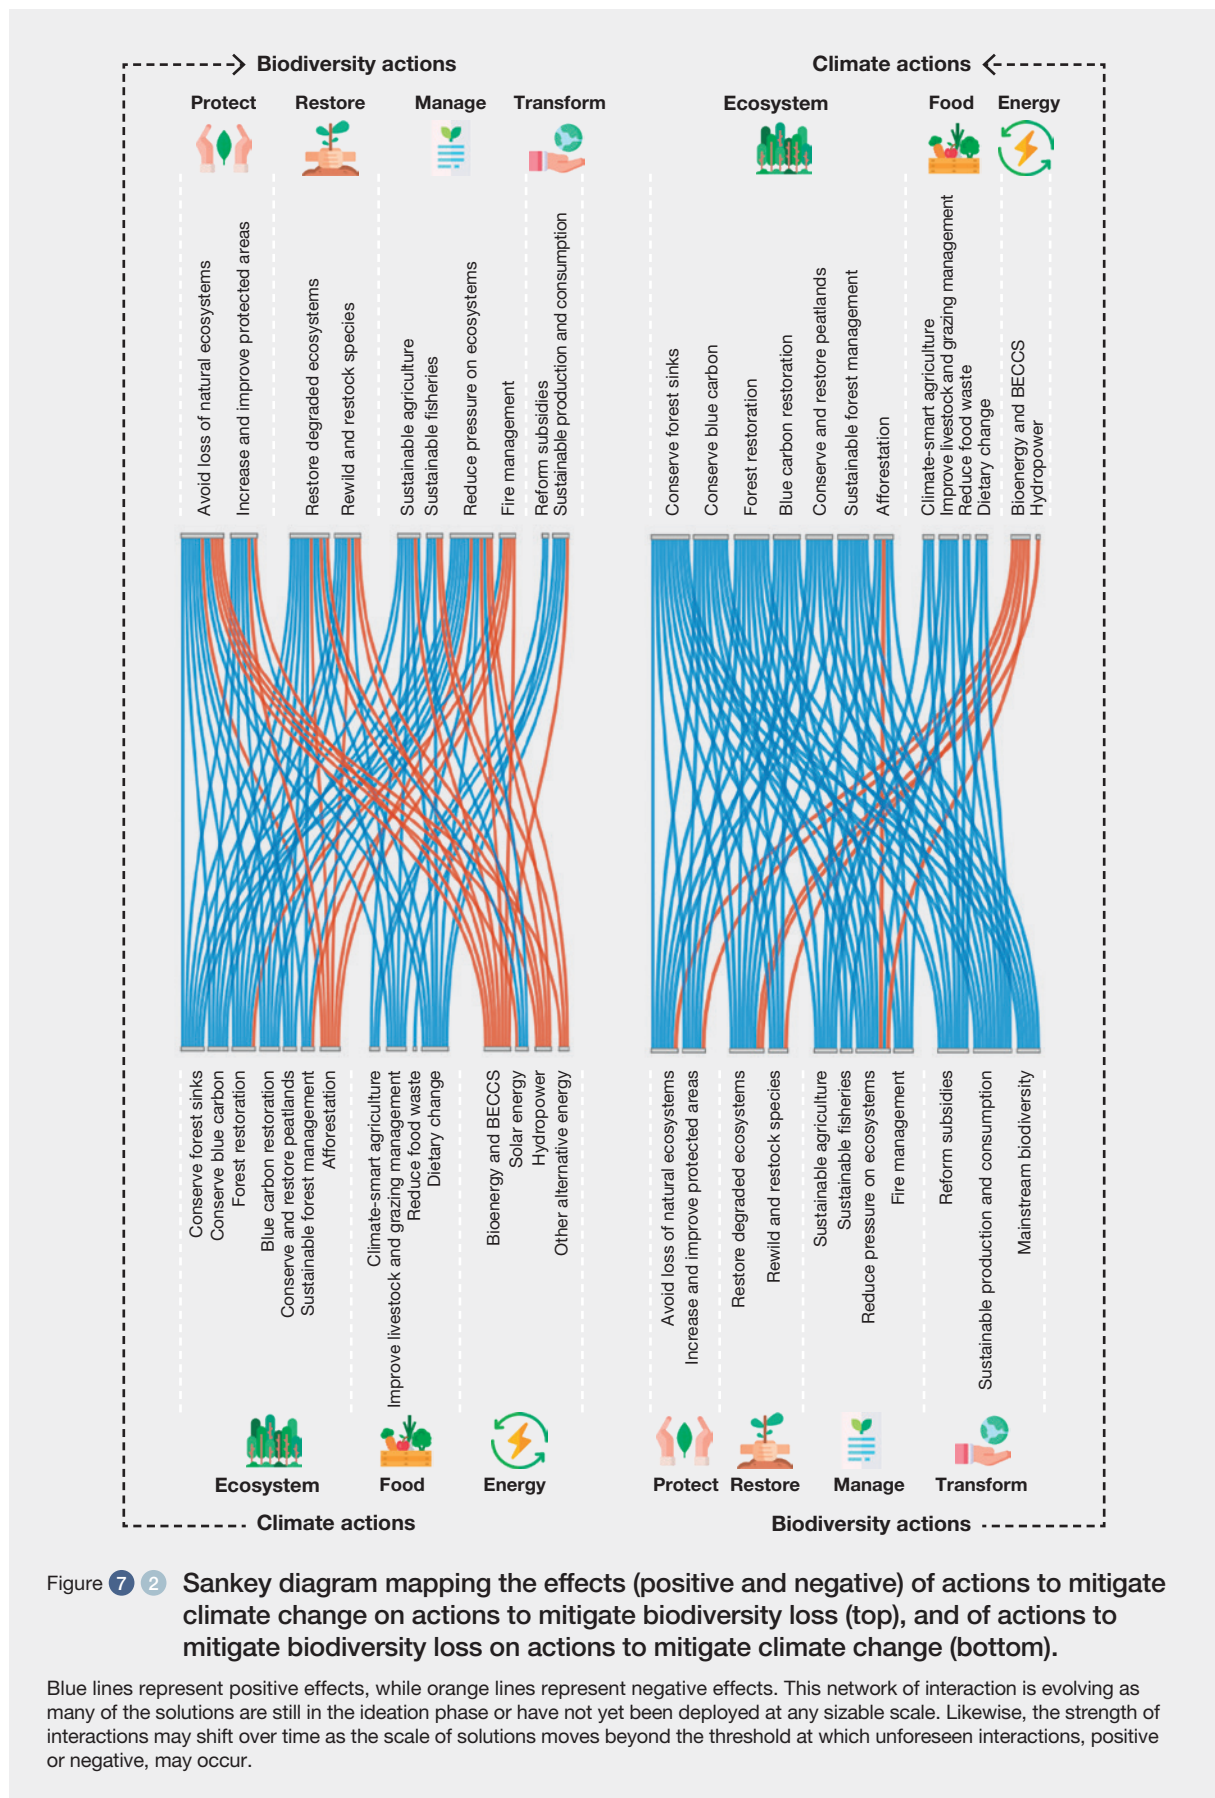 Biodiversity actions
Protect
Restore
Manage
Transform
Avoid loss of natural ecosystems
Increase and improve protected areas
Restore degraded ecosystems
Rewild and restock species
Sustainable agriculture
Sustainable fisheries
Reduce pressure on ecosystems
Fire management
Reform subsidies
Sustainable production and consumption
Conserve forest sinks
Conserve blue carbon
Forest restoration
Blue carbon restoration
Conserve and restore peatlands
Sustainable forest management
Afforestation
Climate-smart agriculture
Improve livestock and grazing management
Reduce food waste
Dietary change
Bioenergy and BECCS
Solar energy
Hydropower
Other alternative energy
Ecosystem
Food
Energy
Climate actions
Climate actions
Ecosystem
Food
Energy
Conserve forest sinks
Conserve blue carbon
Forest restoration
Blue carbon restoration
Conserve and restore peatlands
Sustainable forest management
Afforestation
Climate-smart agriculture
Improve livestock and grazing management
Reduce food waste
Dietary change
Bioenergy and BECCS
Hydropower
Avoid loss of natural ecosystems
Increase and improve protected areas
Restore degraded ecosystems
Rewild and restock species
Sustainable agriculture
Sustainable fisheries
Reduce pressure on ecosystems
Fire management
Reform subsidies
Sustainable production and consumption
Mainstream biodiversity
Protect
Restore
Manage
Transform
Biodiversity actions
Figure 7 2 Sankey diagram mapping the effects (positive and negative) of actions to mitigate
climate change on actions to mitigate biodiversity loss (top), and of actions to
mitigate biodiversity loss on actions to mitigate climate change (bottom).
Blue lines represent positive effects, while orange lines represent negative effects. This network of interaction is evolving as
many of the solutions are still in the ideation phase or have not yet been deployed at any sizable scale. Likewise, the strength of
interctions may shift over time as the scale of solutions moves beyond the threshold at which unforeseen interactions, positive
or negative, may occur.